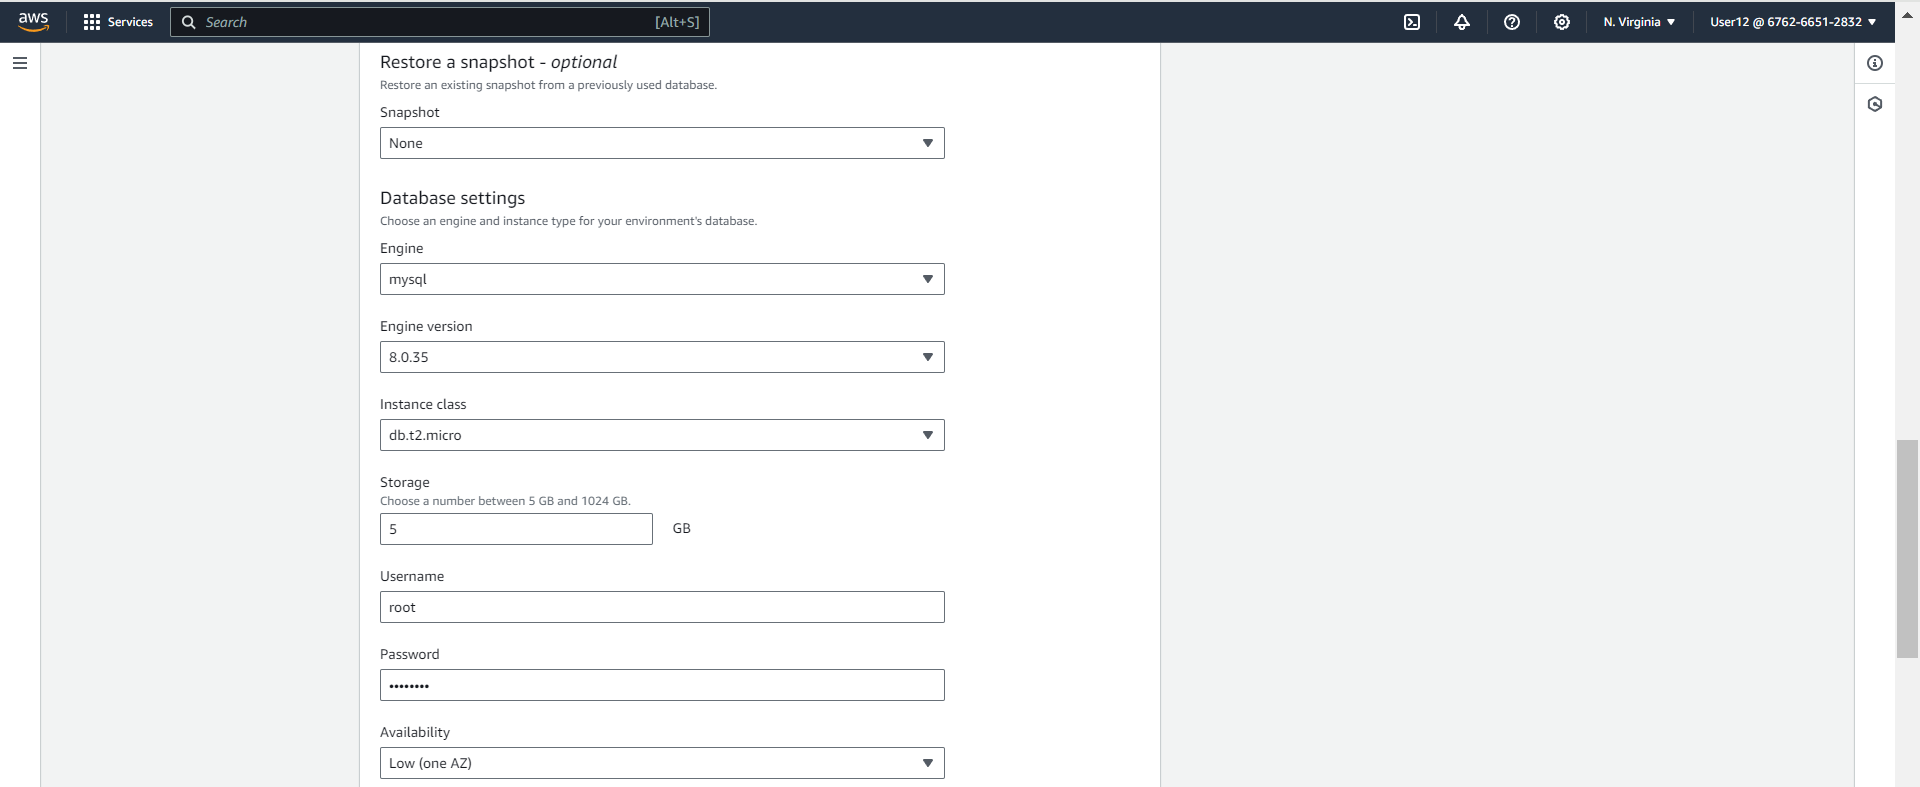 aws
Services
Search
[Alt+S]
N. Virginia
User12 @ 6762-6651-2832
Restore a snapshot - optional
Restore an existing snapshot from a previously used database.
Snapshot
None
Database settings
Choose an engine and instance type for your environment's database.
Engine
mysql
Engine version
8.0.35
Instance class
db.t2.micro
Storage
Choose a number between 5 GB and 1024 GB.
5
GB
Username
root
Password
••••••••
Availability
Low (one AZ)